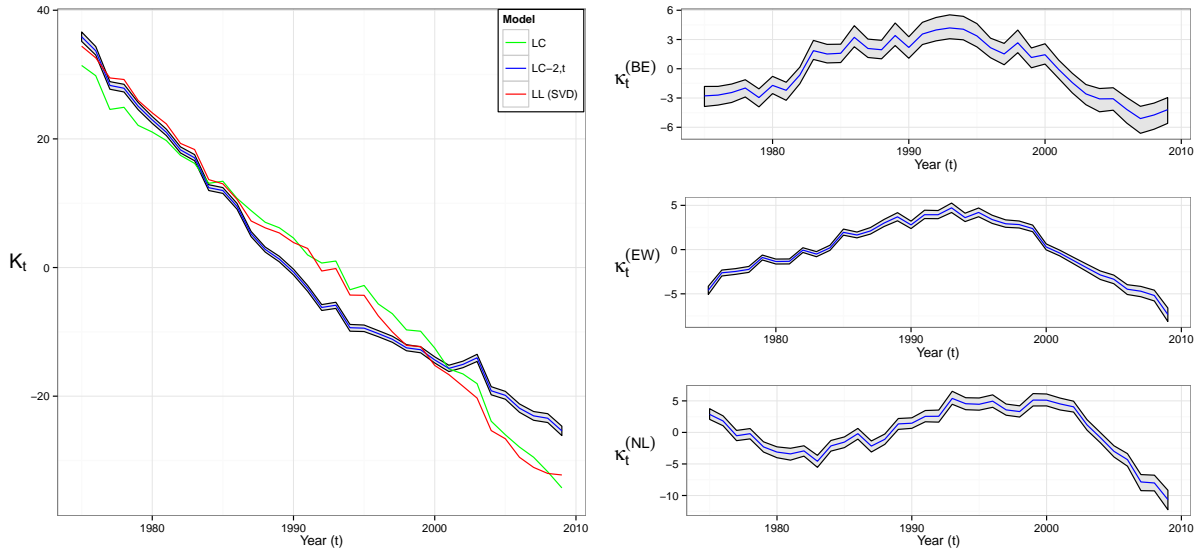 40
20
0
−20
K_t
1980
1990
2000
2010
Year (t)
Model
LC
LC−2,t
LL (SVD)
6
3
0
−3
−6
κ_t^(BE)
1980
1990
2000
2010
Year (t)
5
0
−5
κ_t^(EW)
1980
1990
2000
2010
Year (t)
5
0
−5
−10
κ_t^(NL)
1980
1990
2000
2010
Year (t)